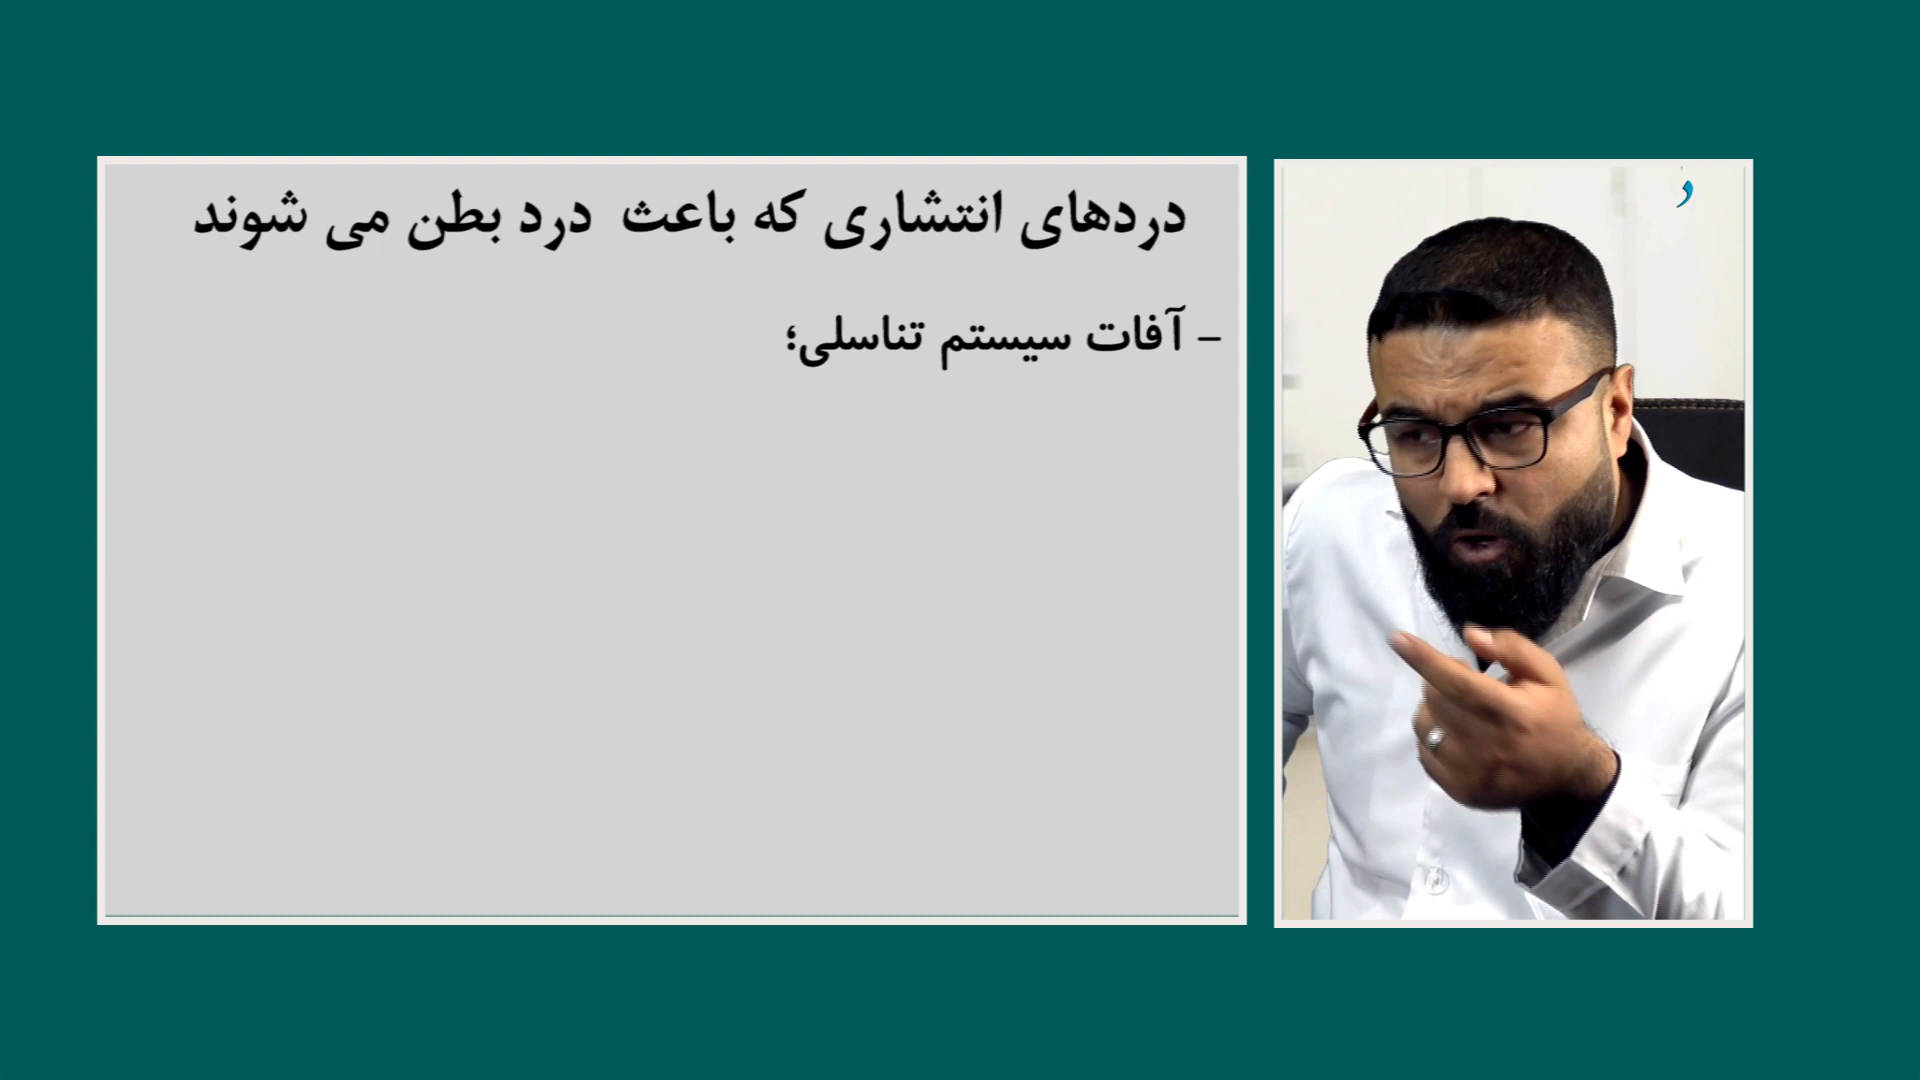 دردهای انتشاری که باعث درد بطن می شوند
- آفات سیستم تناسلی؛